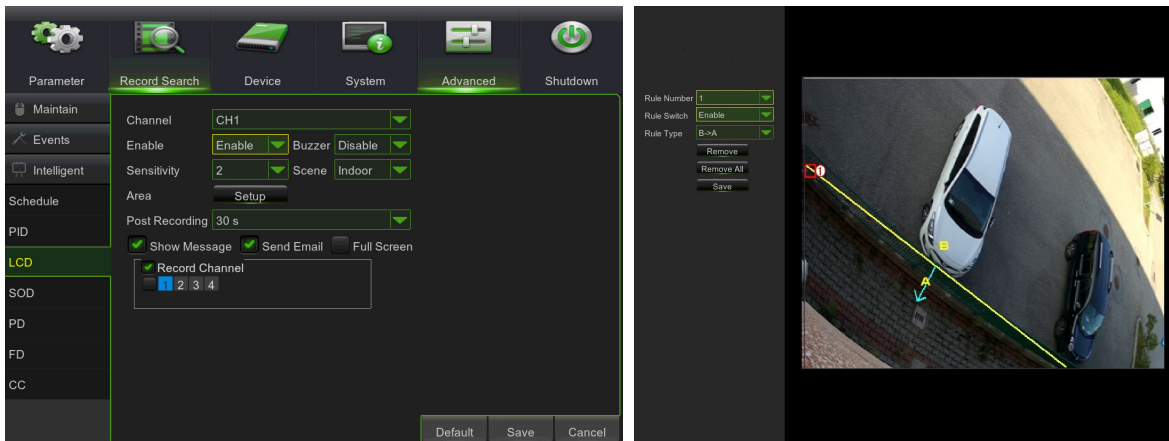 Parameter Record Search Device System Advanced Shutdown
Maintain
Events
Intelligent
Schedule
PID
LCD
SOD
PD
FD
CC
Channel CH1
Enable Enable Buzzer Disable
Sensitivity 2 Scene Indoor
Area Setup
Post Recording 30 s
Show Message Send Email Full Screen
Record Channel
1 2 3 4
Default Save Cancel
Rule Number 1
Rule Switch Enable
Rule Type B->A
Remove
Remove All
Save
1
B
A